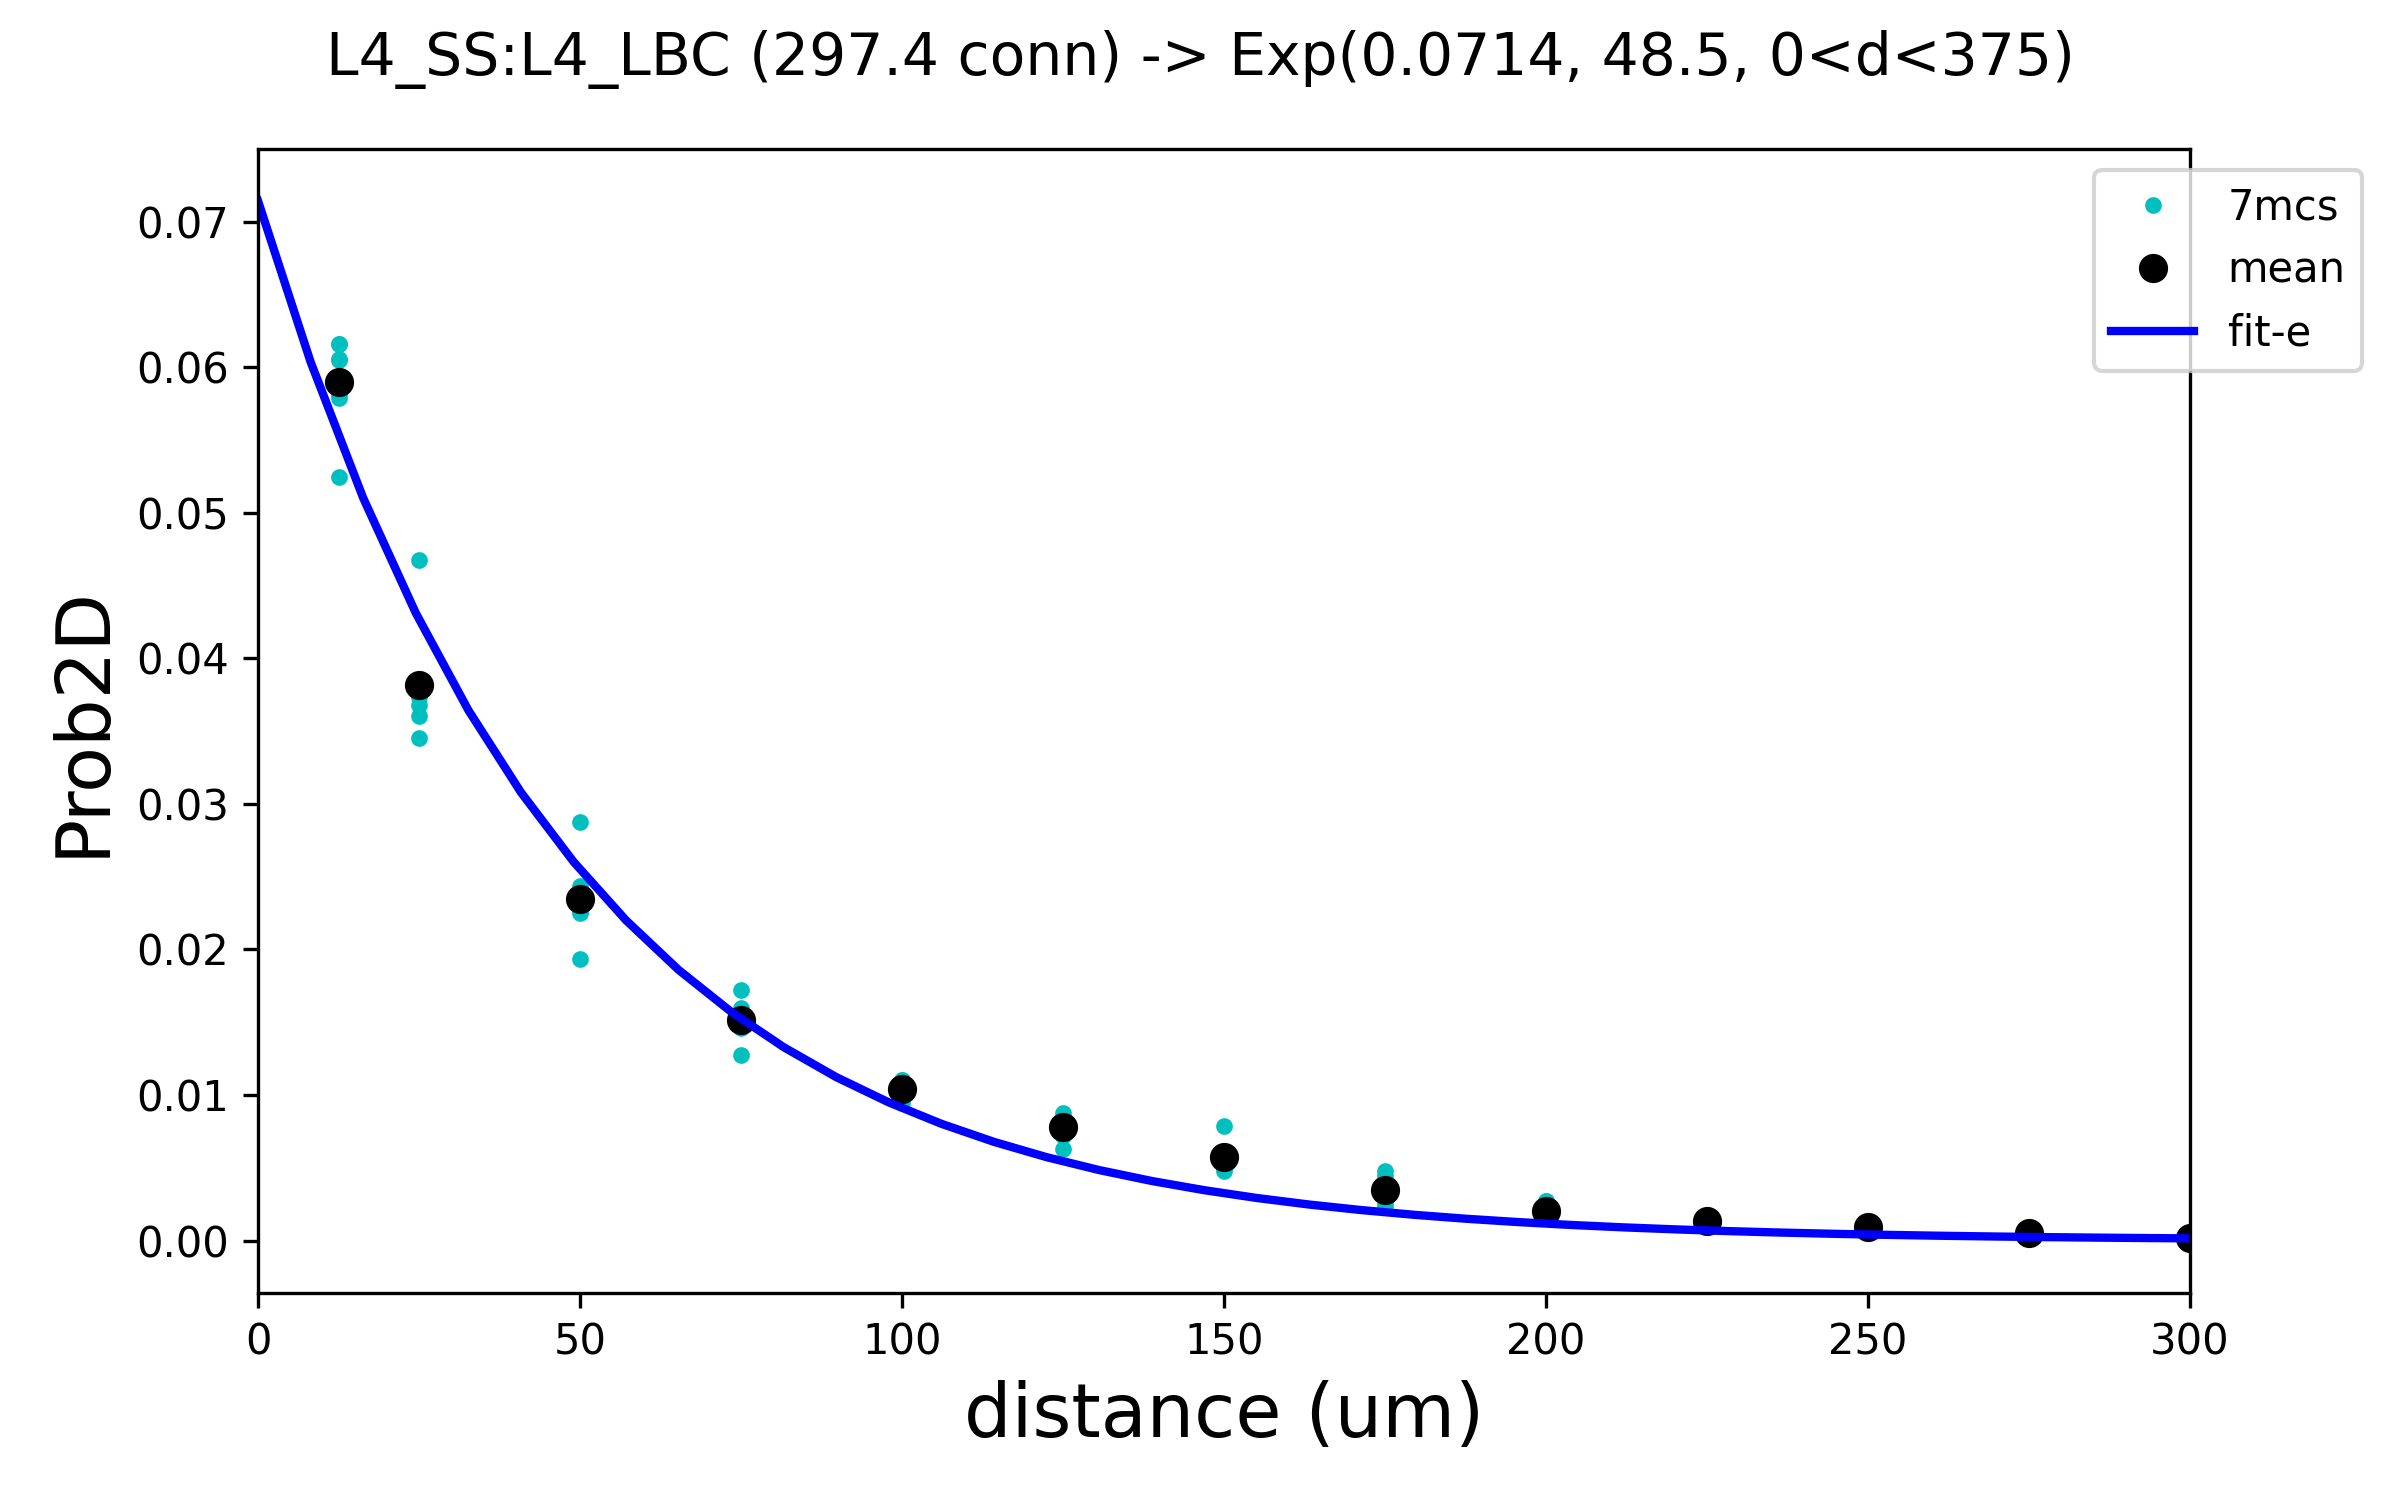 L4_SS:L4_LBC (297.4 conn) -> Exp(0.0714, 48.5, 0<d<375)
7mcs
mean
fit-e
0.07
0.06
0.05
0.04
0.03
0.02
0.01
0.00
Prob2D
0 50 100 150 200 250 300
distance (um)